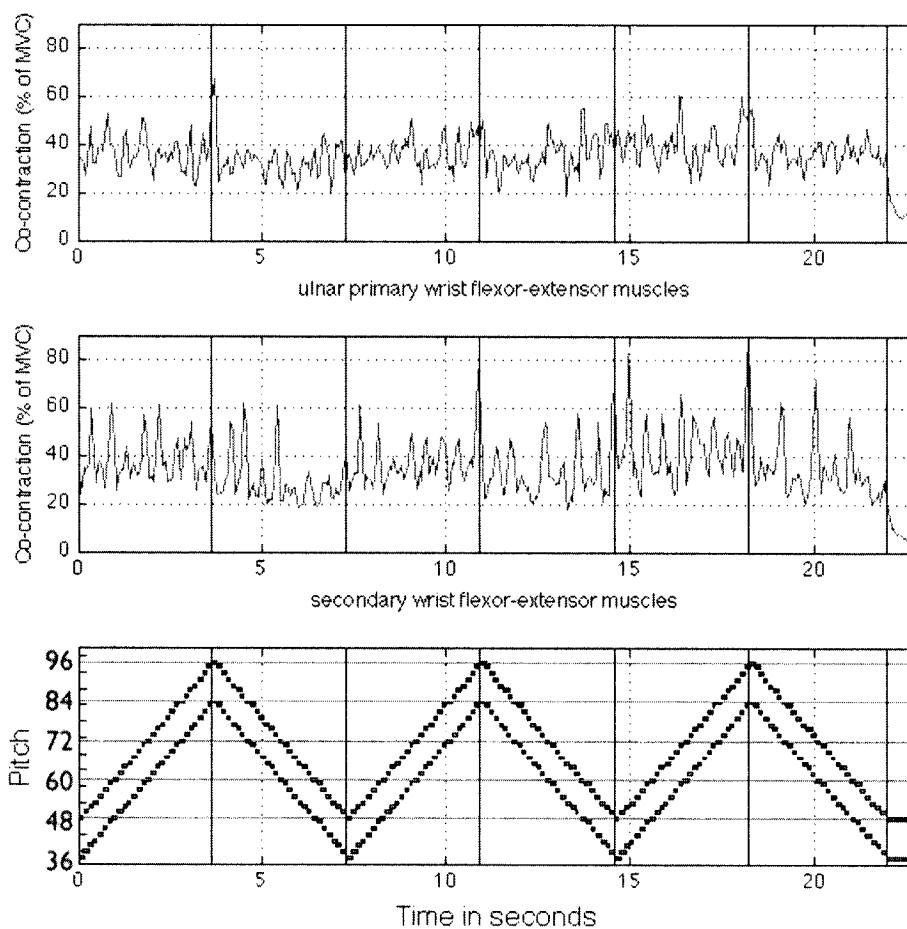 Co-contraction (% of MVC)
80
60
40
20
0
0 5 10 15 20
ulnar primary wrist flexor-extensor muscles
Co-contraction (% of MVC)
80
60
40
20
0
0 5 10 15 20
secondary wrist flexor-extensor muscles
Pitch
96
84
72
60
48
36
0 5 10 15 20
Time in seconds